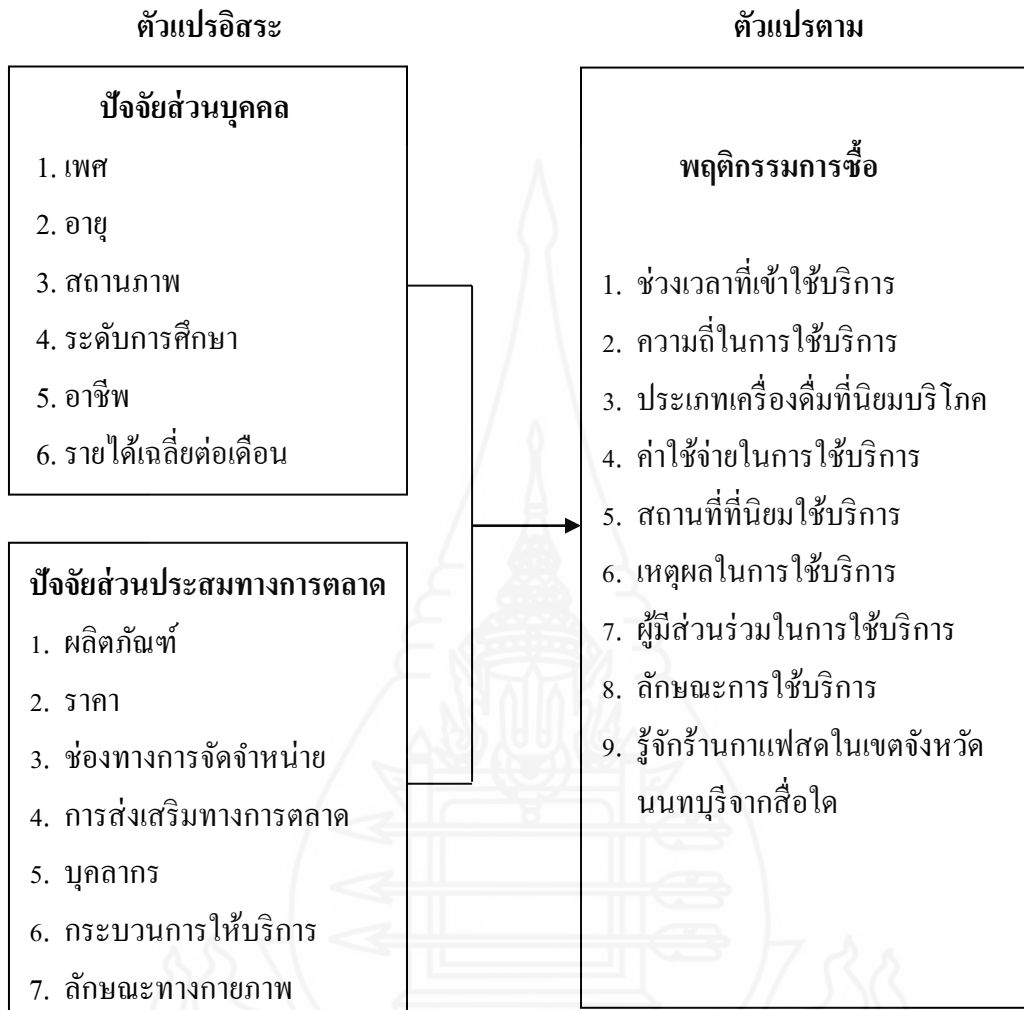 ตัวแปรอิสระ
ปัจจัยส่วนบุคคล
1. เพศ
2. อายุ
3. สถานภาพ
4. ระดับการศึกษา
5. อาชีพ
6. รายได้เฉลี่ยต่อเดือน
ปัจจัยส่วนประสมทางการตลาด
1. ผลิตภัณฑ์
2. ราคา
3. ช่องทางการจัดจำหน่าย
4. การส่งเสริมทางการตลาด
5. บุคลากร
6. กระบวนการให้บริการ
7. ลักษณะทางกายภาพ
ตัวแปรตาม
พฤติกรรมการซื้อ
1. ช่วงเวลาที่เข้าใช้บริการ
2. ความถี่ในการใช้บริการ
3. ประเภทเครื่องดื่มที่นิยมบริโภค
4. ค่าใช้จ่ายในการใช้บริการ
5. สถานที่ที่นิยมใช้บริการ
6. เหตุผลในการใช้บริการ
7. ผู้มีส่วนร่วมในการใช้บริการ
8. ลักษณะการใช้บริการ
9. รู้จักร้านกาแฟสดในเขตจังหวัด
นนทบุรีจากสื่อใด